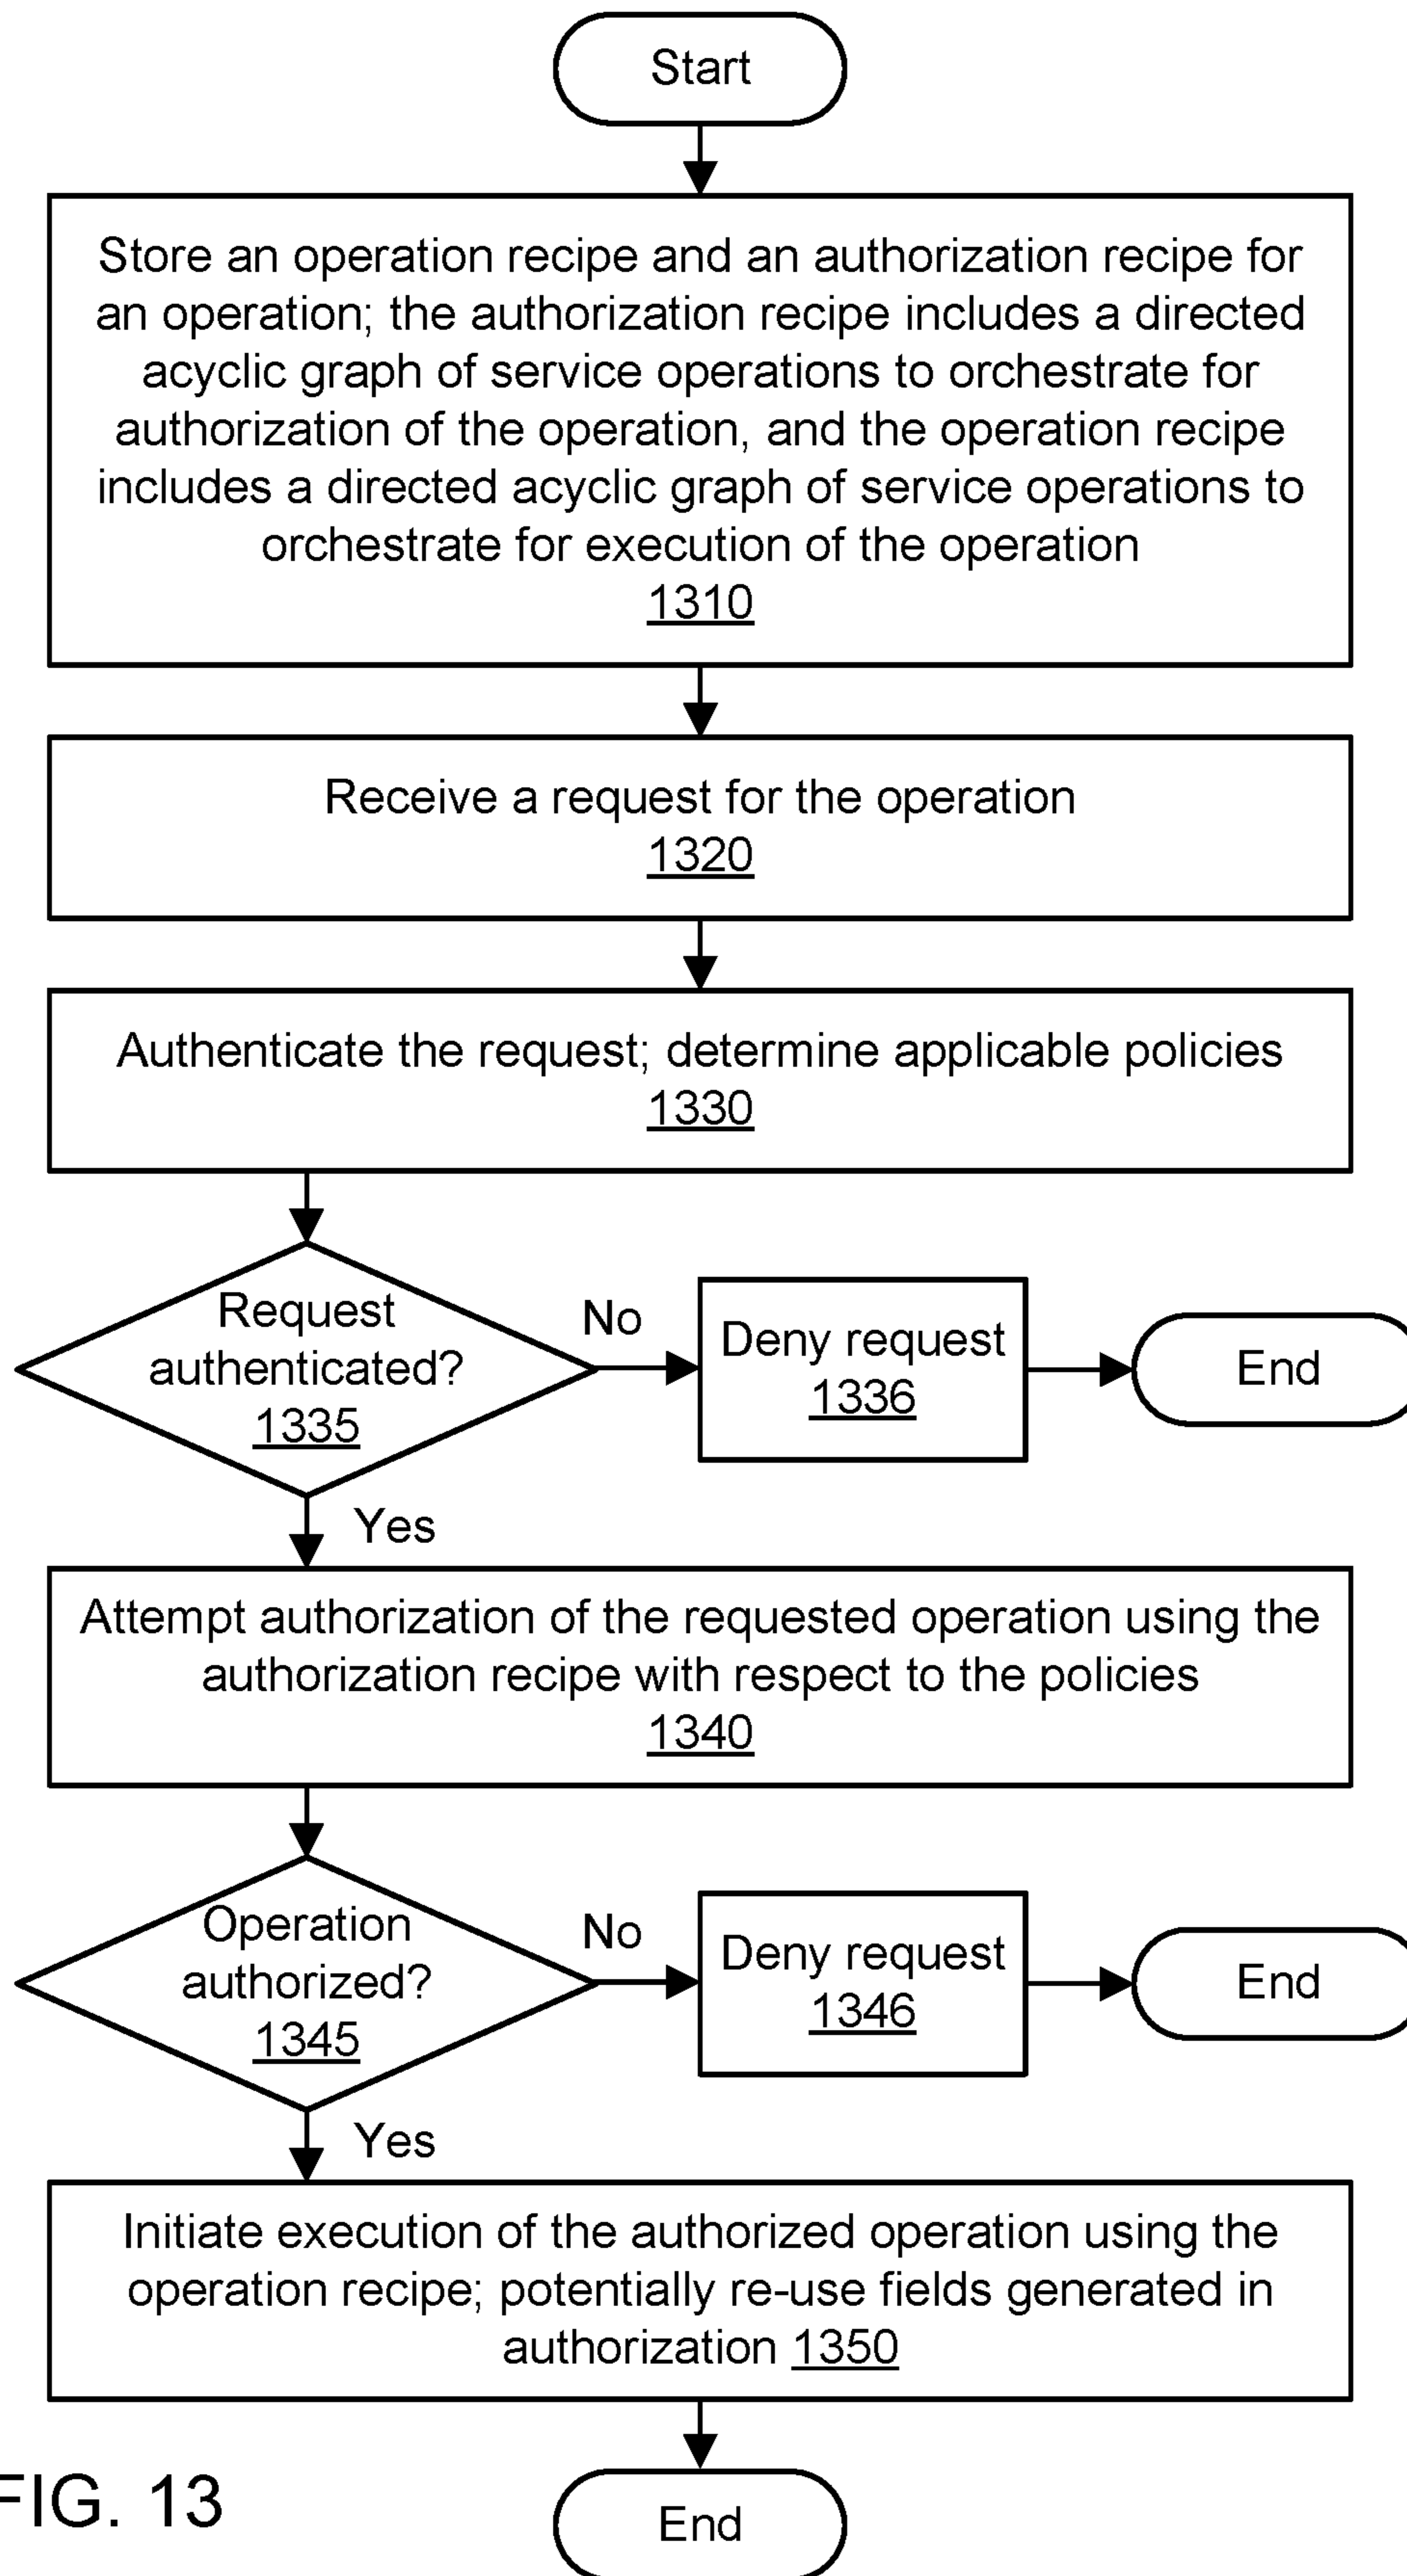 Start
Store an operation recipe and an authorization recipe for
an operation; the authorization recipe includes a directed
acyclic graph of service operations to orchestrate for
authorization of the operation, and the operation recipe
includes a directed acyclic graph of service operations to
orchestrate for execution of the operation
1310
Receive a request for the operation
1320
Authenticate the request; determine applicable policies
1330
Request
authenticated?
1335
No
Deny request
1336
End
Yes
Attempt authorization of the requested operation using the
authorization recipe with respect to the policies
1340
Operation
authorized?
1345
No
Deny request
1346
End
Yes
Initiate execution of the authorized operation using the
operation recipe; potentially re-use fields generated in
authorization 1350
End
FIG. 13